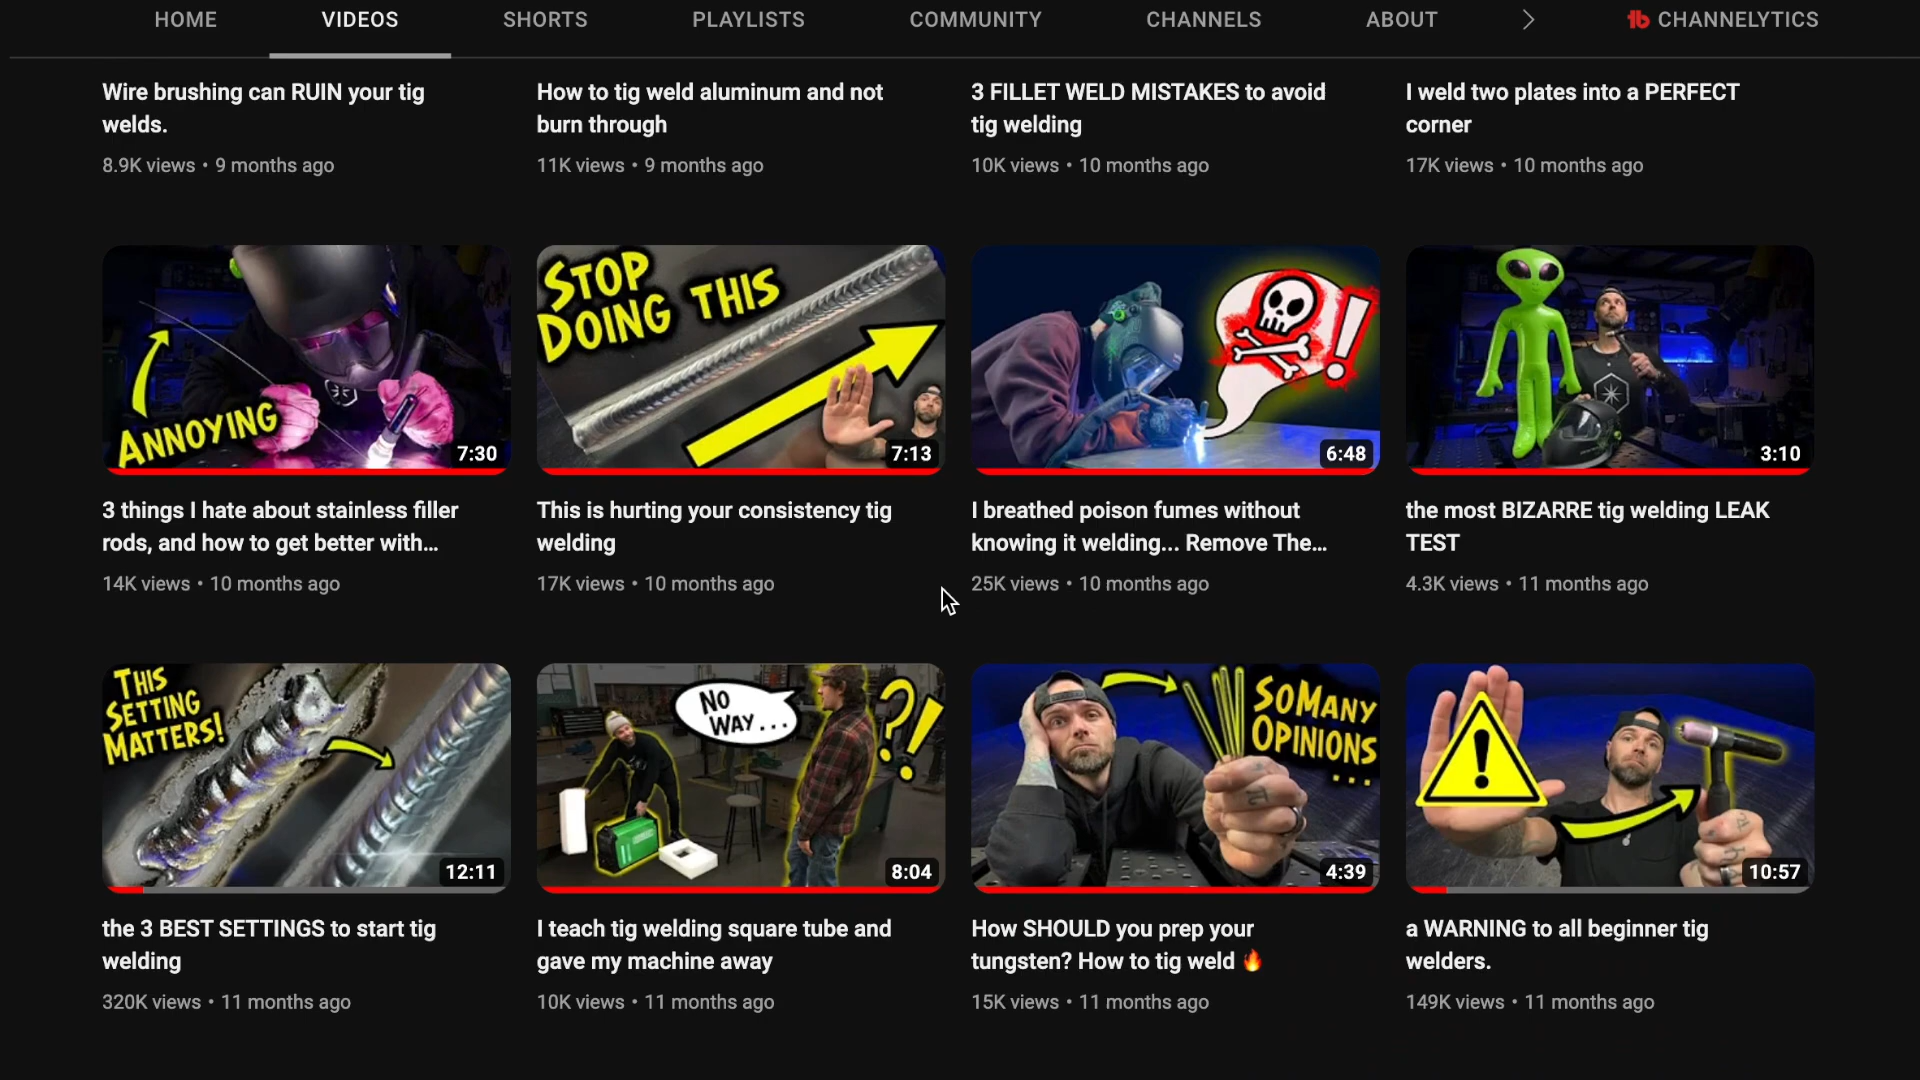 HOME VIDEOS SHORTS PLAYLISTS COMMUNITY CHANNELS ABOUT CHANNELYTICS
Wire brushing can RUIN your tig
welds.
8.9K views • 9 months ago
How to tig weld aluminum and not
burn through
11K views • 9 months ago
3 FILLET WELD MISTAKES to avoid
tig welding
10K views • 10 months ago
I weld two plates into a PERFECT
corner
17K views • 10 months ago
ANNOYING
7:30
3 things I hate about stainless filler
rods, and how to get better with...
14K views • 10 months ago
STOP
DOING THIS
7:13
This is hurting your consistency tig
welding
17K views • 10 months ago
6:48
I breathed poison fumes without
knowing it welding... Remove The...
25K views • 10 months ago
3:10
the most BIZARRE tig welding LEAK
TEST
4.3K views • 11 months ago
THIS
SETTING
MATTERS!
12:11
the 3 BEST SETTINGS to start tig
welding
320K views • 11 months ago
NO
WAY...
?!
8:04
I teach tig welding square tube and
gave my machine away
10K views • 11 months ago
SO MANY
OPINIONS
...
4:39
How SHOULD you prep your
tungsten? How to tig weld 🔥
15K views • 11 months ago
10:57
a WARNING to all beginner tig
welders.
149K views • 11 months ago